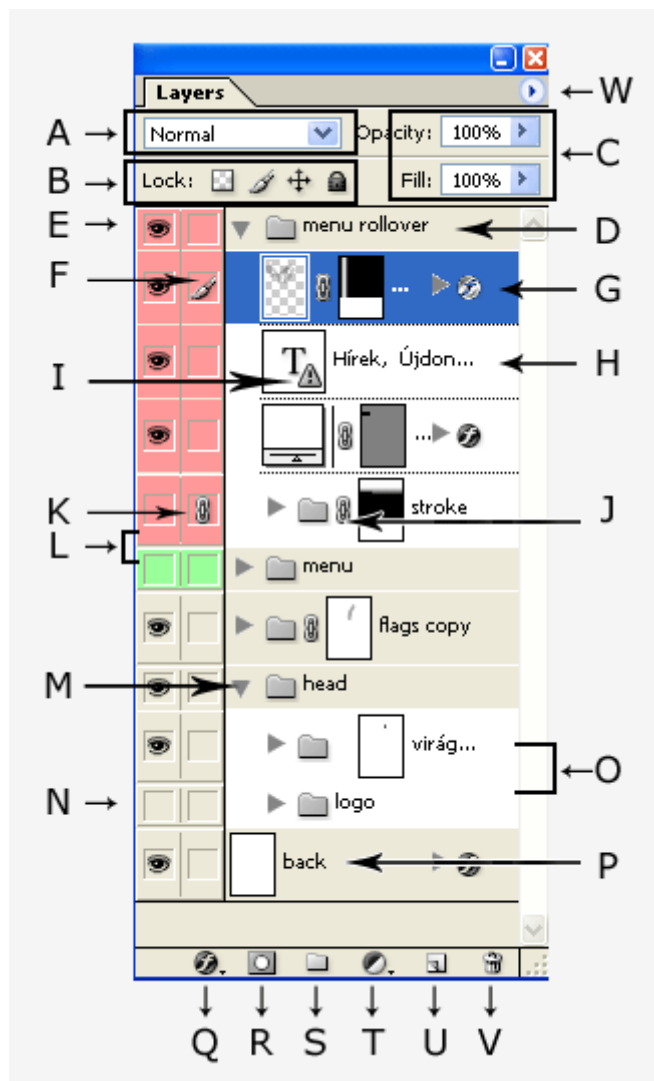 Layers
W
A
Normal
Opacity: 100%
C
B
Lock:
Fill: 100%
E
menu rollover
D
F
...
G
I
T
Hírek, Újdon...
H
...
K
stroke
J
L
menu
flags copy
M
head
virág...
O
N
logo
back
P
Q R S T U V